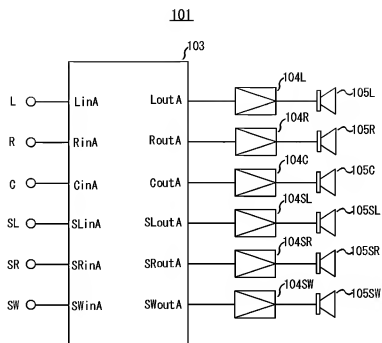 101
103
L LinA LoutA 104L 105L
R RinA RoutA 104R 105R
C CinA CoutA 104C 105C
SL SLinA SLoutA 104SL 105SL
SR SRinA SRoutA 104SR 105SR
SW SWinA SWoutA 104SW 105SW